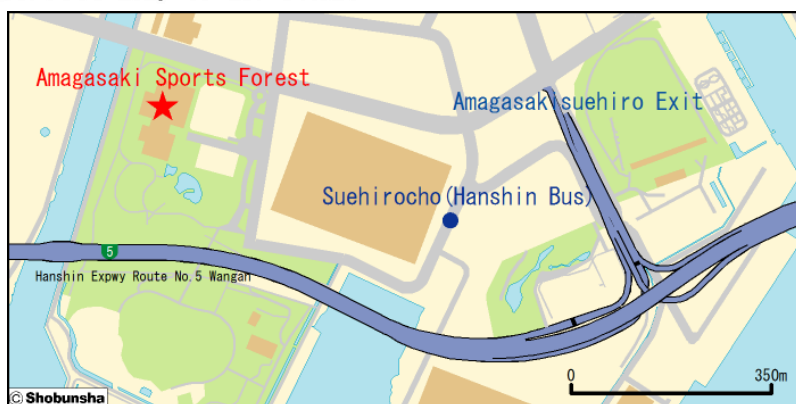 Amagasaki Sports Forest
Amagasakisuehiro Exit
Suehirocho(Hanshin Bus)
5
Hanshin Expwy Route No.5 Wangan
0 350m
© Shobunsha